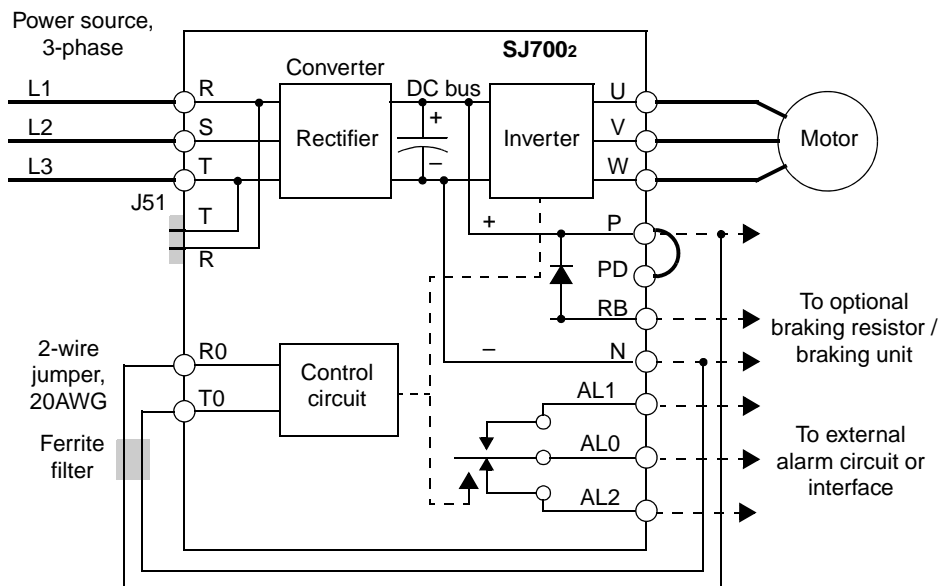 Power source,
3-phase
SJ7002
Converter
L1
R
DC bus
U
L2
S
Rectifier
+
Inverter
V
Motor
L3
T
–
W
J51
T
+
P
R
PD
RB
To optional
braking resistor /
braking unit
2-wire
jumper,
20AWG
R0
–
N
Control
circuit
T0
AL1
Ferrite
filter
AL0
To external
alarm circuit or
interface
AL2